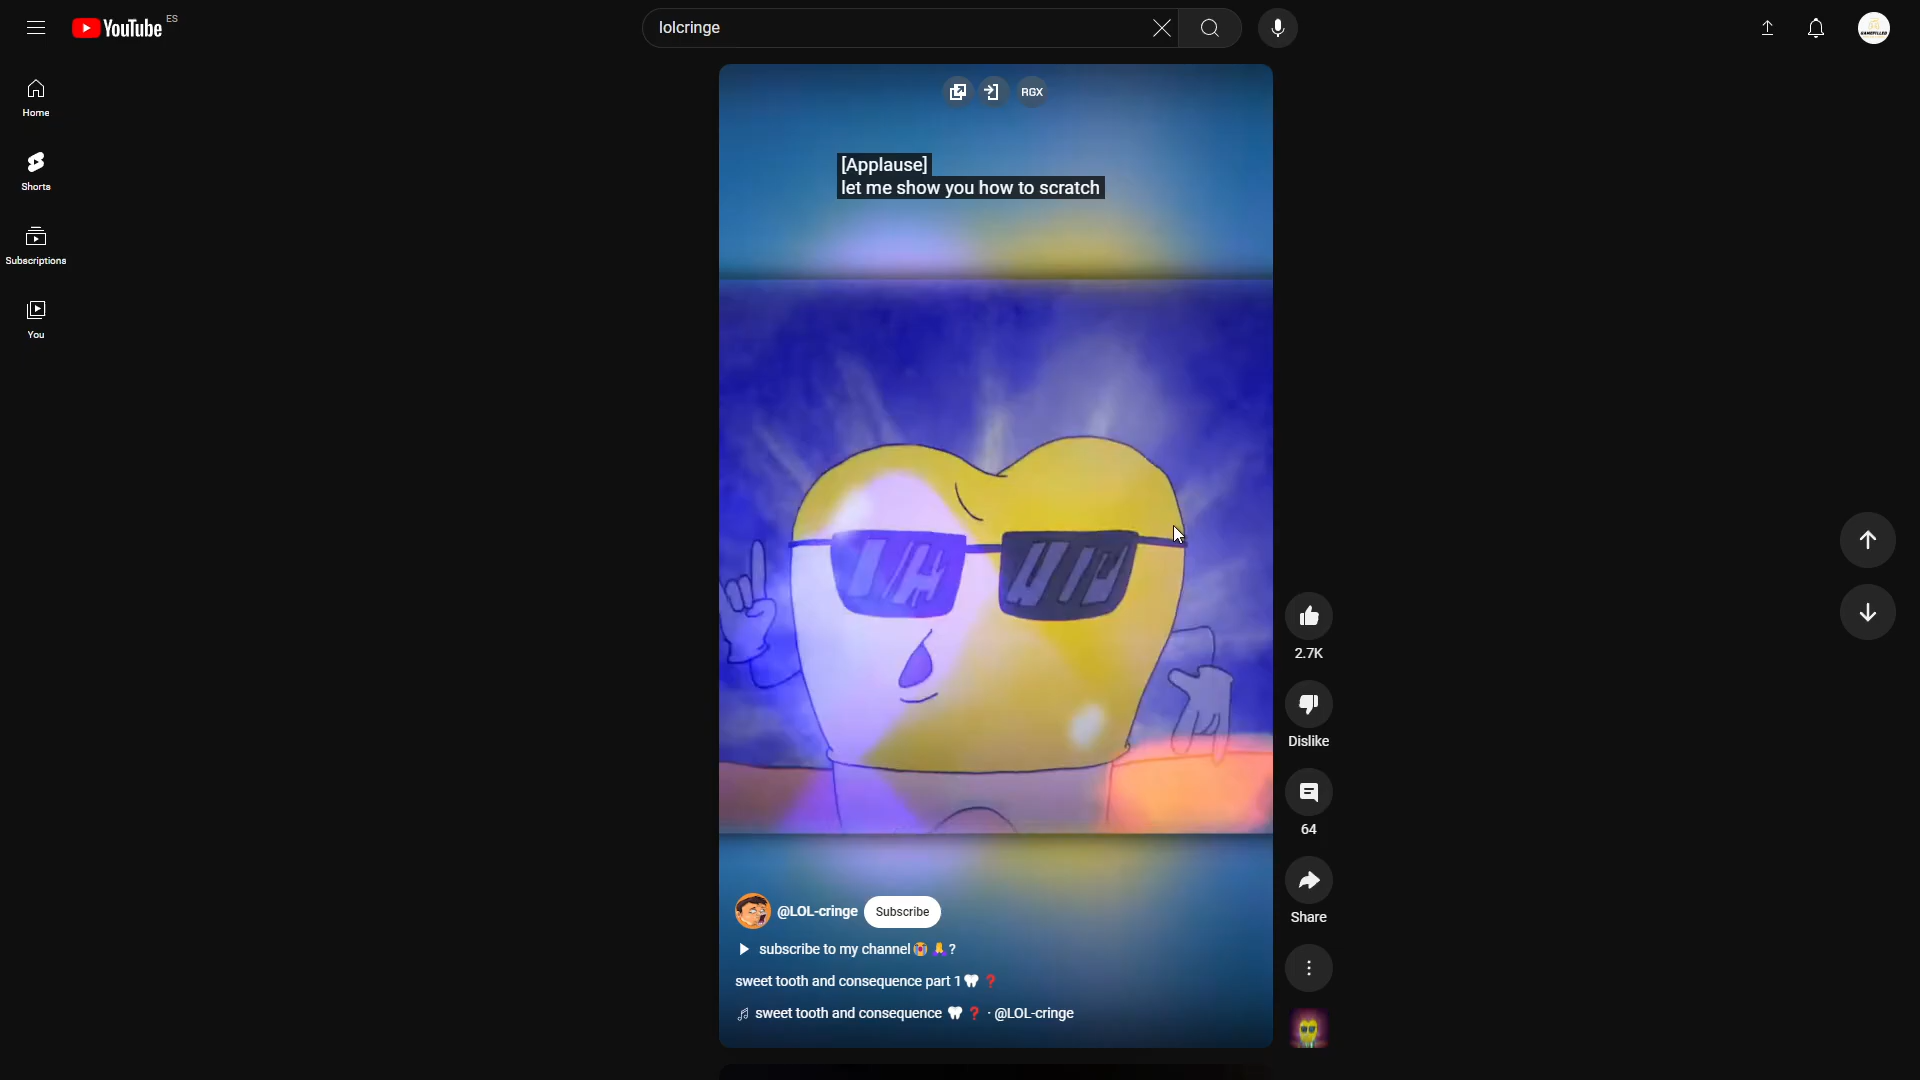 YouTube ES
lolcringe
Home
Shorts
Subscriptions
You
RGX
[Applause]
let me show you how to scratch
2.7K
Dislike
64
Share
@LOL-cringe Subscribe
subscribe to my channel😭🙏?
sweet tooth and consequence part 1🦷❓
sweet tooth and consequence 🦷❓ · @LOL-cringe